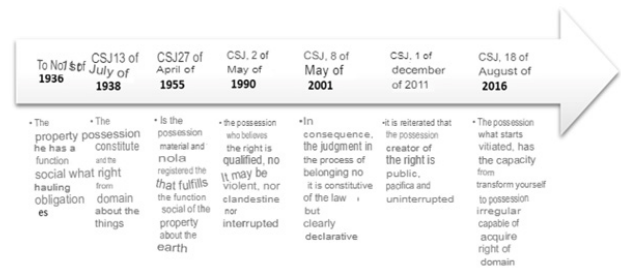 To No1st of
1936
CSJ13 of
July of
1938
CSJ27 of
April of
1955
CSJ, 2 of
May of
1990
CSJ, 8 of
May of
2001
CSJ, 1 of
december
of 2011
CSJ, 18 of
August of
2016
• The
property
he has a
function
social what
hauling
obligation
es
• The
possession
constitute
and the
right
from
domain
about the
things
• Is the
possession
material and
nola
registered the
that fulfills
the function
social of the
property
about the
earth
• the possession
who believes
the right is
qualified, no
It may be
violent, nor
clandestine
nor
interrupted
•In
consequence,
the judgment in
the process of
belonging no
it is constitutive
of the law
but
clearly
declarative
•it is reiterated that
the possession
creator of
the right is
public,
pacifica and
uninterrupted
• The possession
what starts
vitiated, has
the capacity
from
transform yourself
to possession
irregular
capable of
acquire
right of
domain